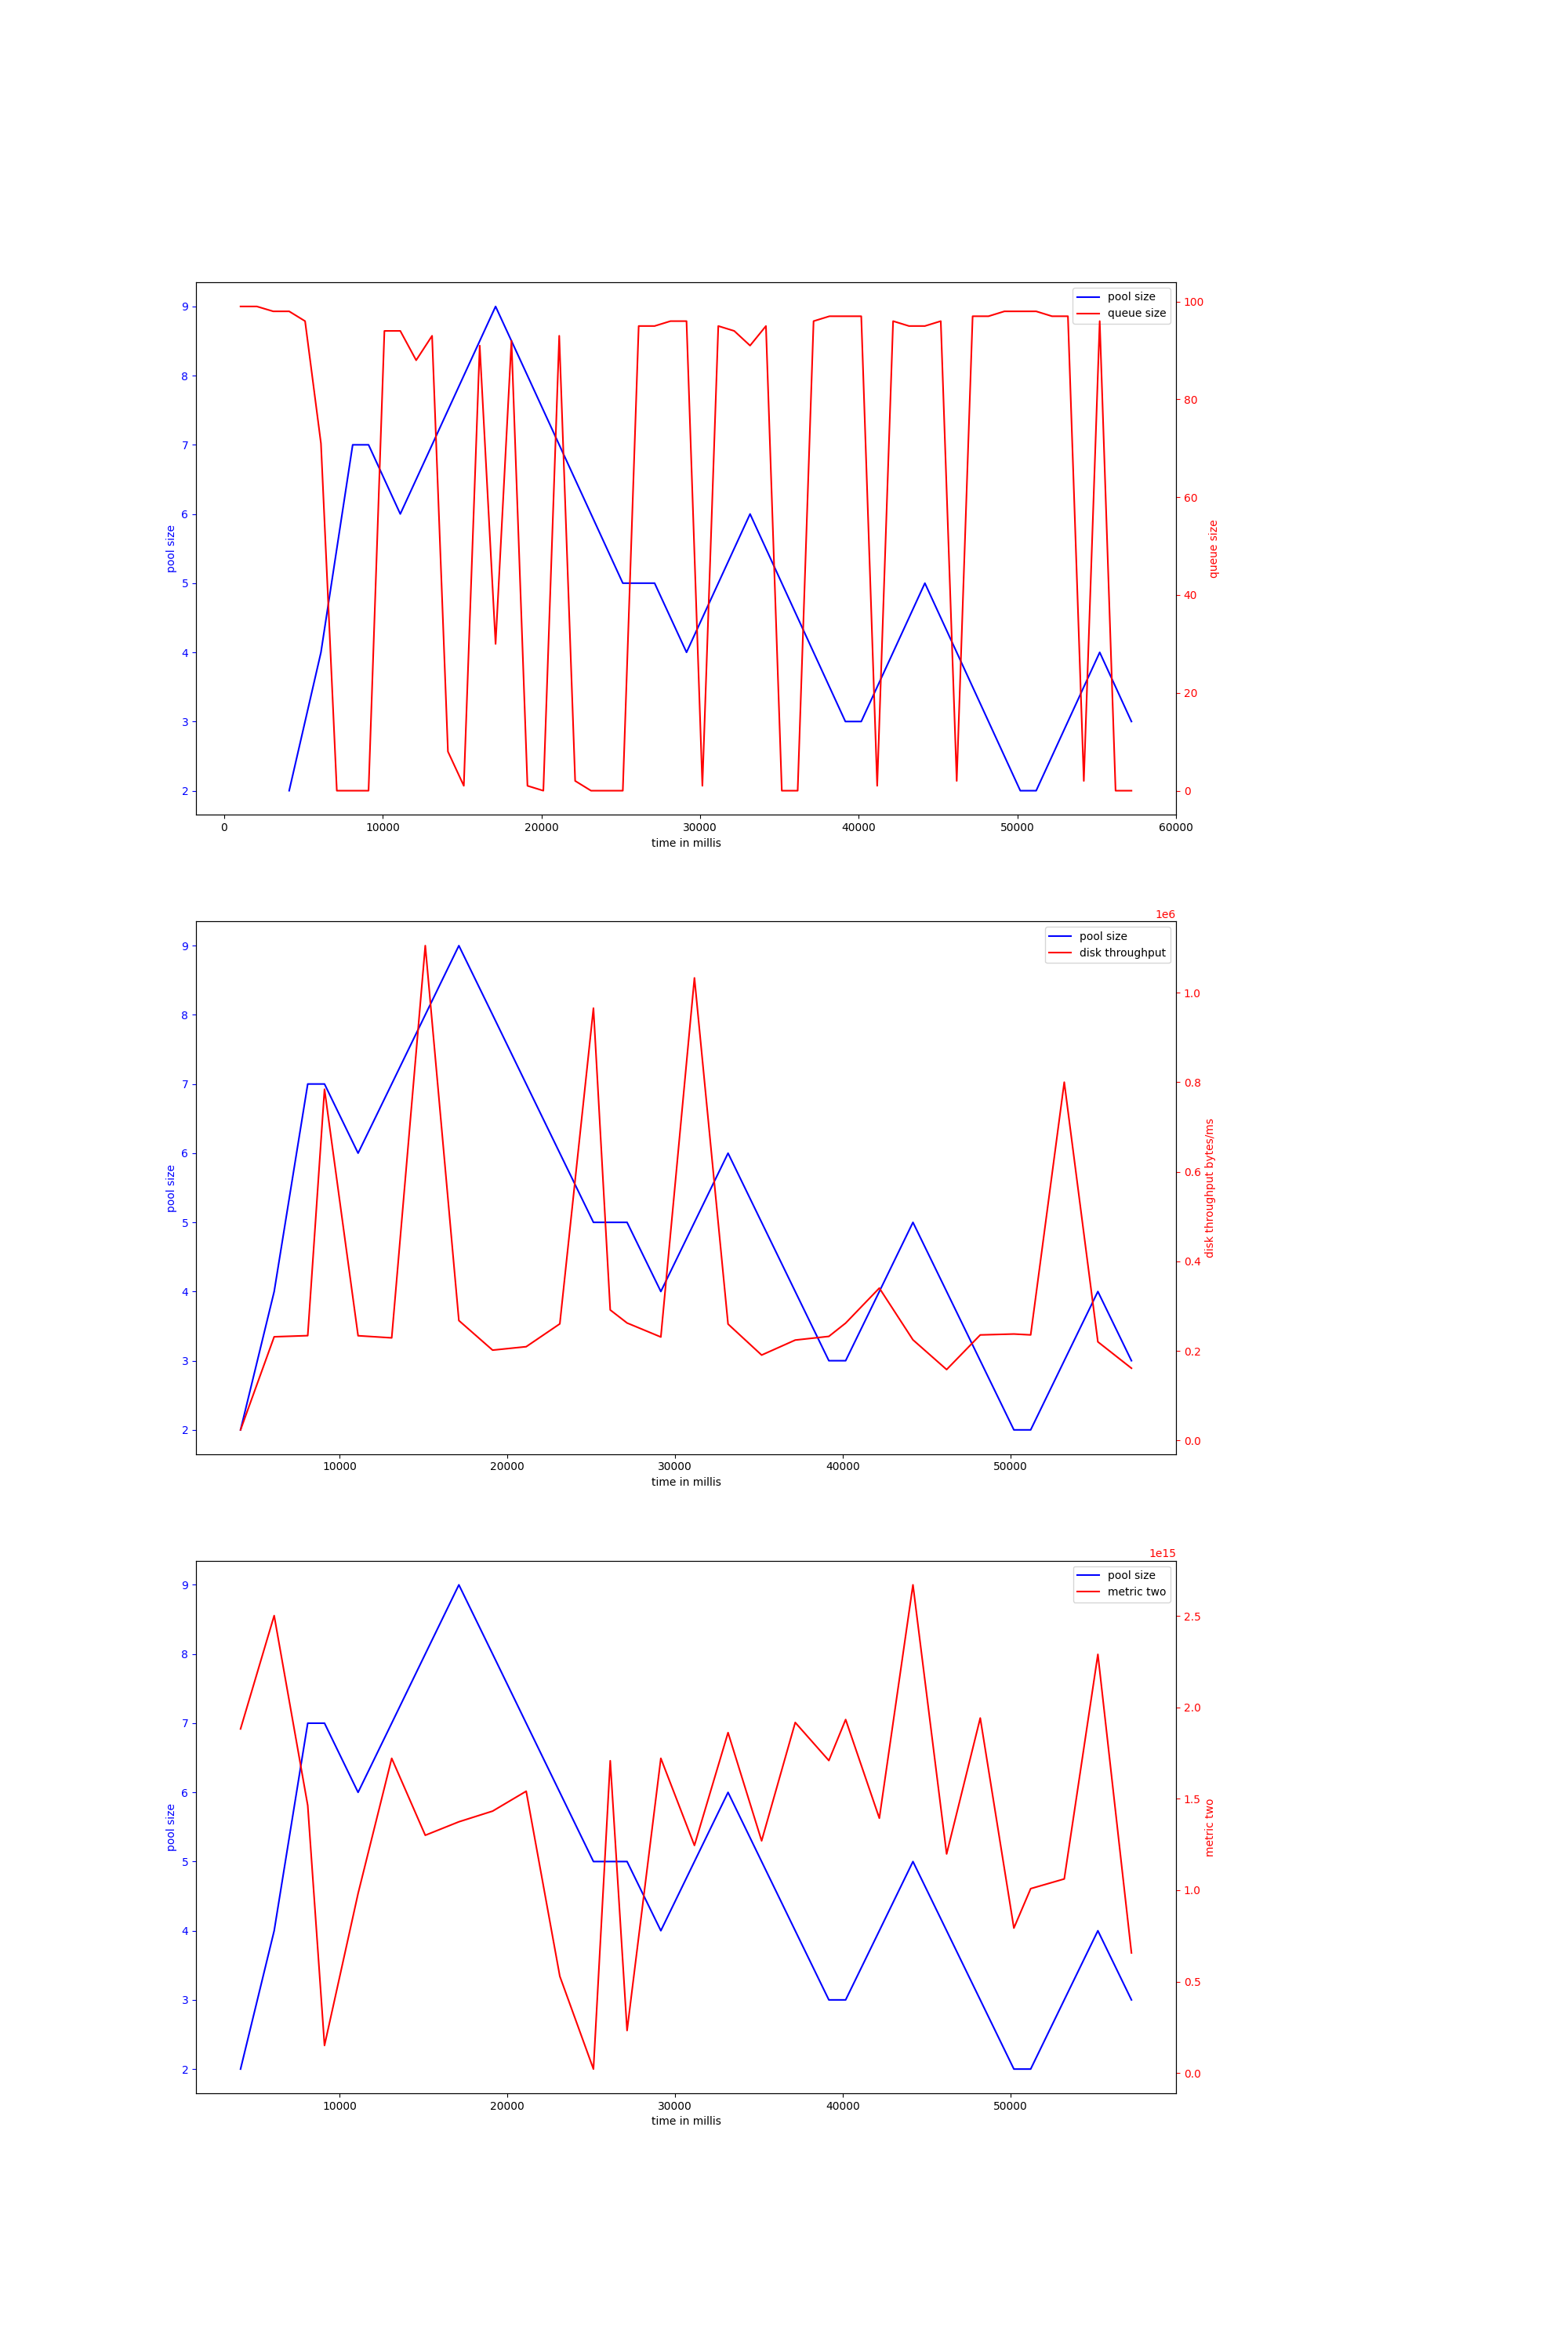 pool size
queue size
9
8
7
6
5
4
3
2
pool size
100
80
60
40
20
0
queue size
0 10000 20000 30000 40000 50000 60000
time in millis
1e6
pool size
disk throughput
9
8
7
6
5
4
3
2
pool size
1.0
0.8
0.6
0.4
0.2
0.0
disk throughput bytes/ms
10000 20000 30000 40000 50000
time in millis
1e15
pool size
metric two
9
8
7
6
5
4
3
2
pool size
2.5
2.0
1.5
1.0
0.5
0.0
metric two
10000 20000 30000 40000 50000
time in millis